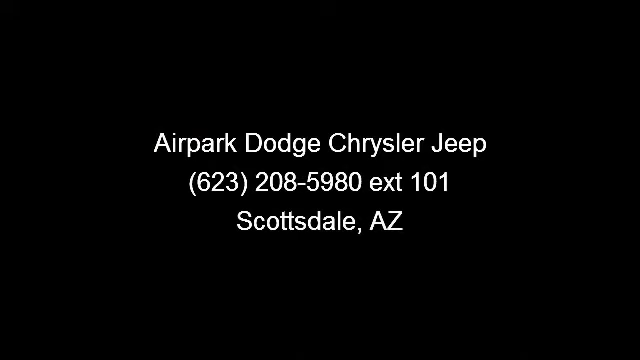 Airpark Dodge Chrysler Jeep
(623) 208-5980 ext 101
Scottsdale, AZ